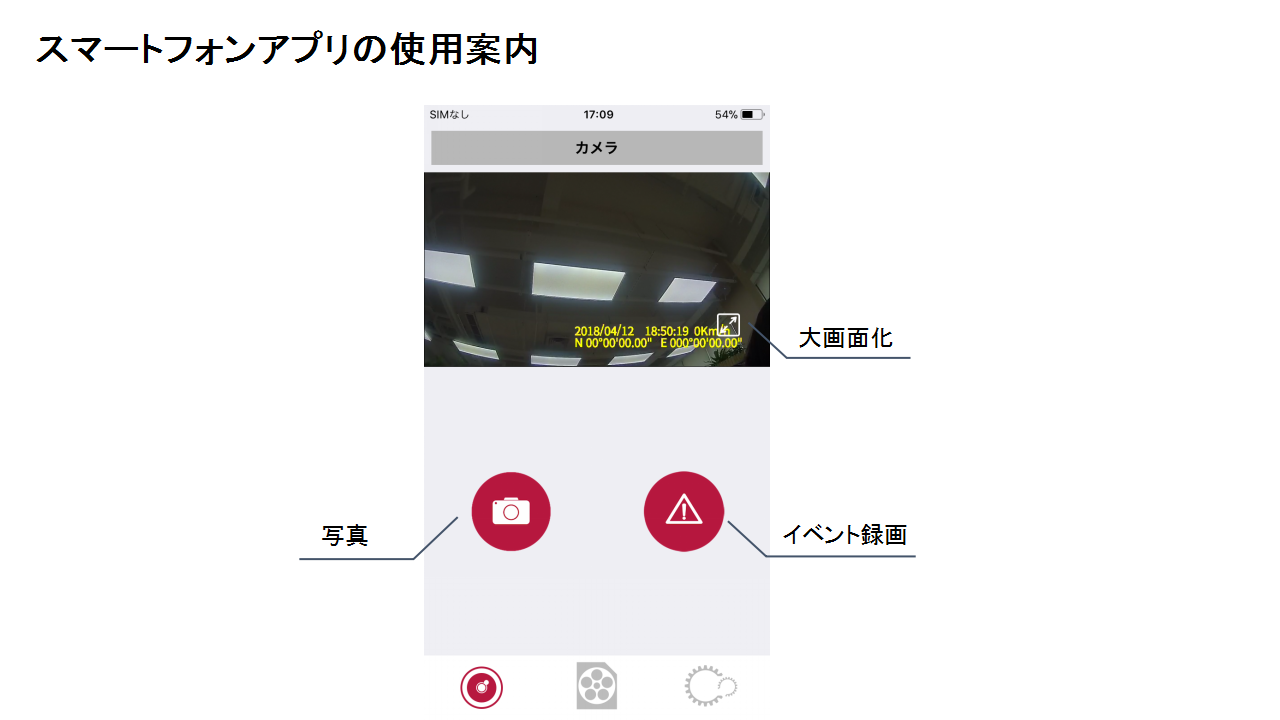 スマートフォンアプリの使用案内
SIMなし 17:09 54%
カメラ
2018/04/12 18:50:19 0Km/h
N 00°00'00.00" E 000°00'00.00"
大画面化
写真
イベント録画